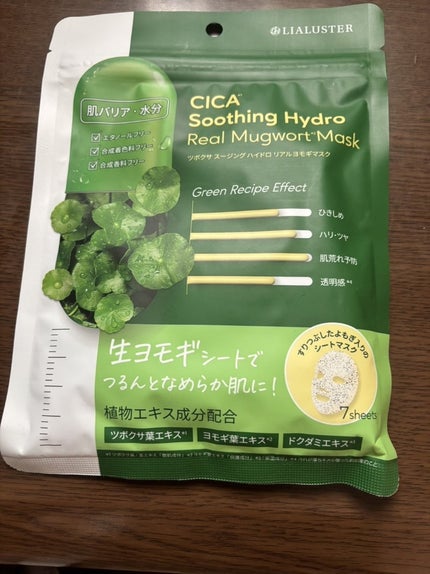 LIALUSTER
肌バリア・水分
エタノールフリー
合成着色料フリー
合成香料フリー
CICA
Soothing Hydro
Real Mugwort Mask
ツボクサ スージング ハイドロ リアルヨモギマスク
Green Recipe Effect
ひきしめ
ハリ・ツヤ
肌荒れ予防
透明感
すりつぶしたよもぎ入りの
シートマスク
7 sheets
生ヨモギシートで
つるんとなめらか肌に!
植物エキス成分配合
ツボクサ葉エキス*1 ヨモギ葉エキス*2 ドクダミエキス*3